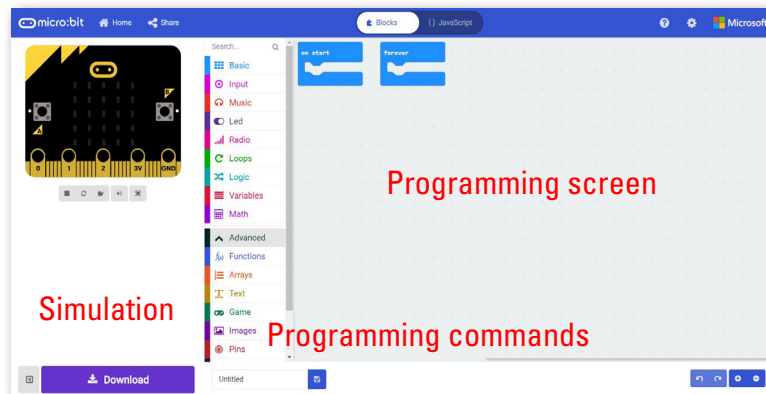 micro:bit Home Share Blocks {} JavaScript Microsoft
Search...
Basic
Input
Music
Led
Radio
Loops
Logic
Variables
Math
Advanced
Functions
Arrays
Text
Game
Images
Pins
on start forever
B
A
0 1 2 3V GND
Programming screen
Simulation
Programming commands
Download
Untitled